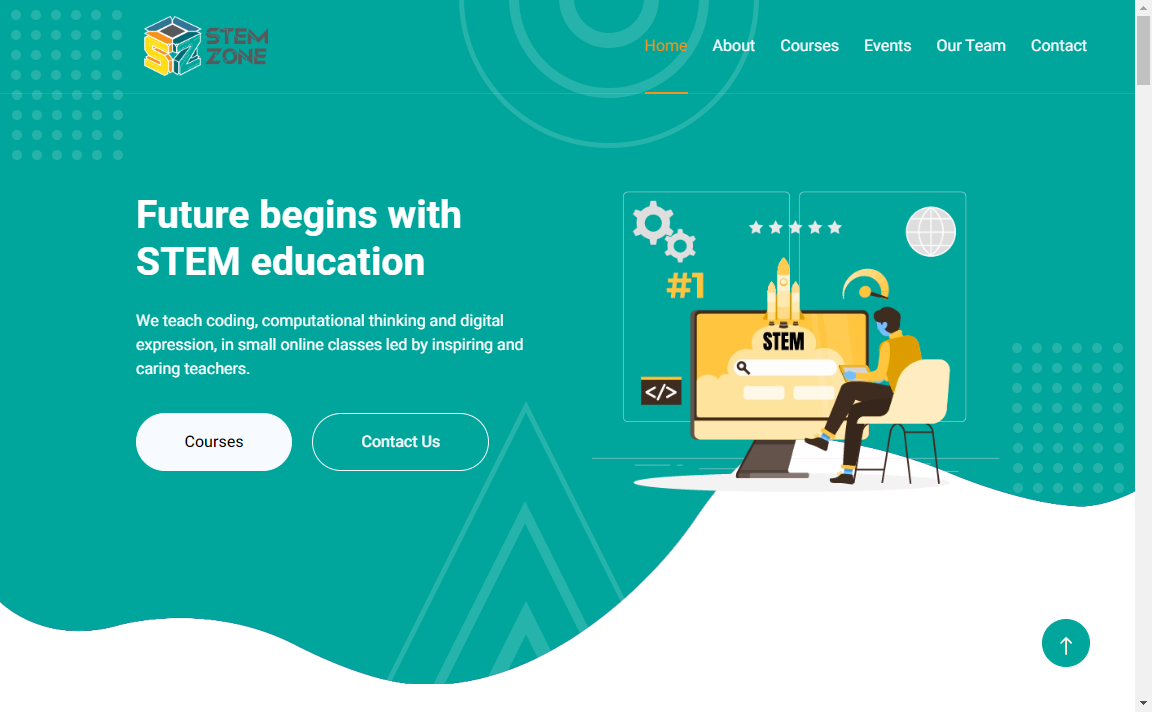 STEM
ZONE
Home About Courses Events Our Team Contact
Future begins with
STEM education
We teach coding, computational thinking and digital
expression, in small online classes led by inspiring and
caring teachers.
Courses Contact Us
#1
STEM
</>